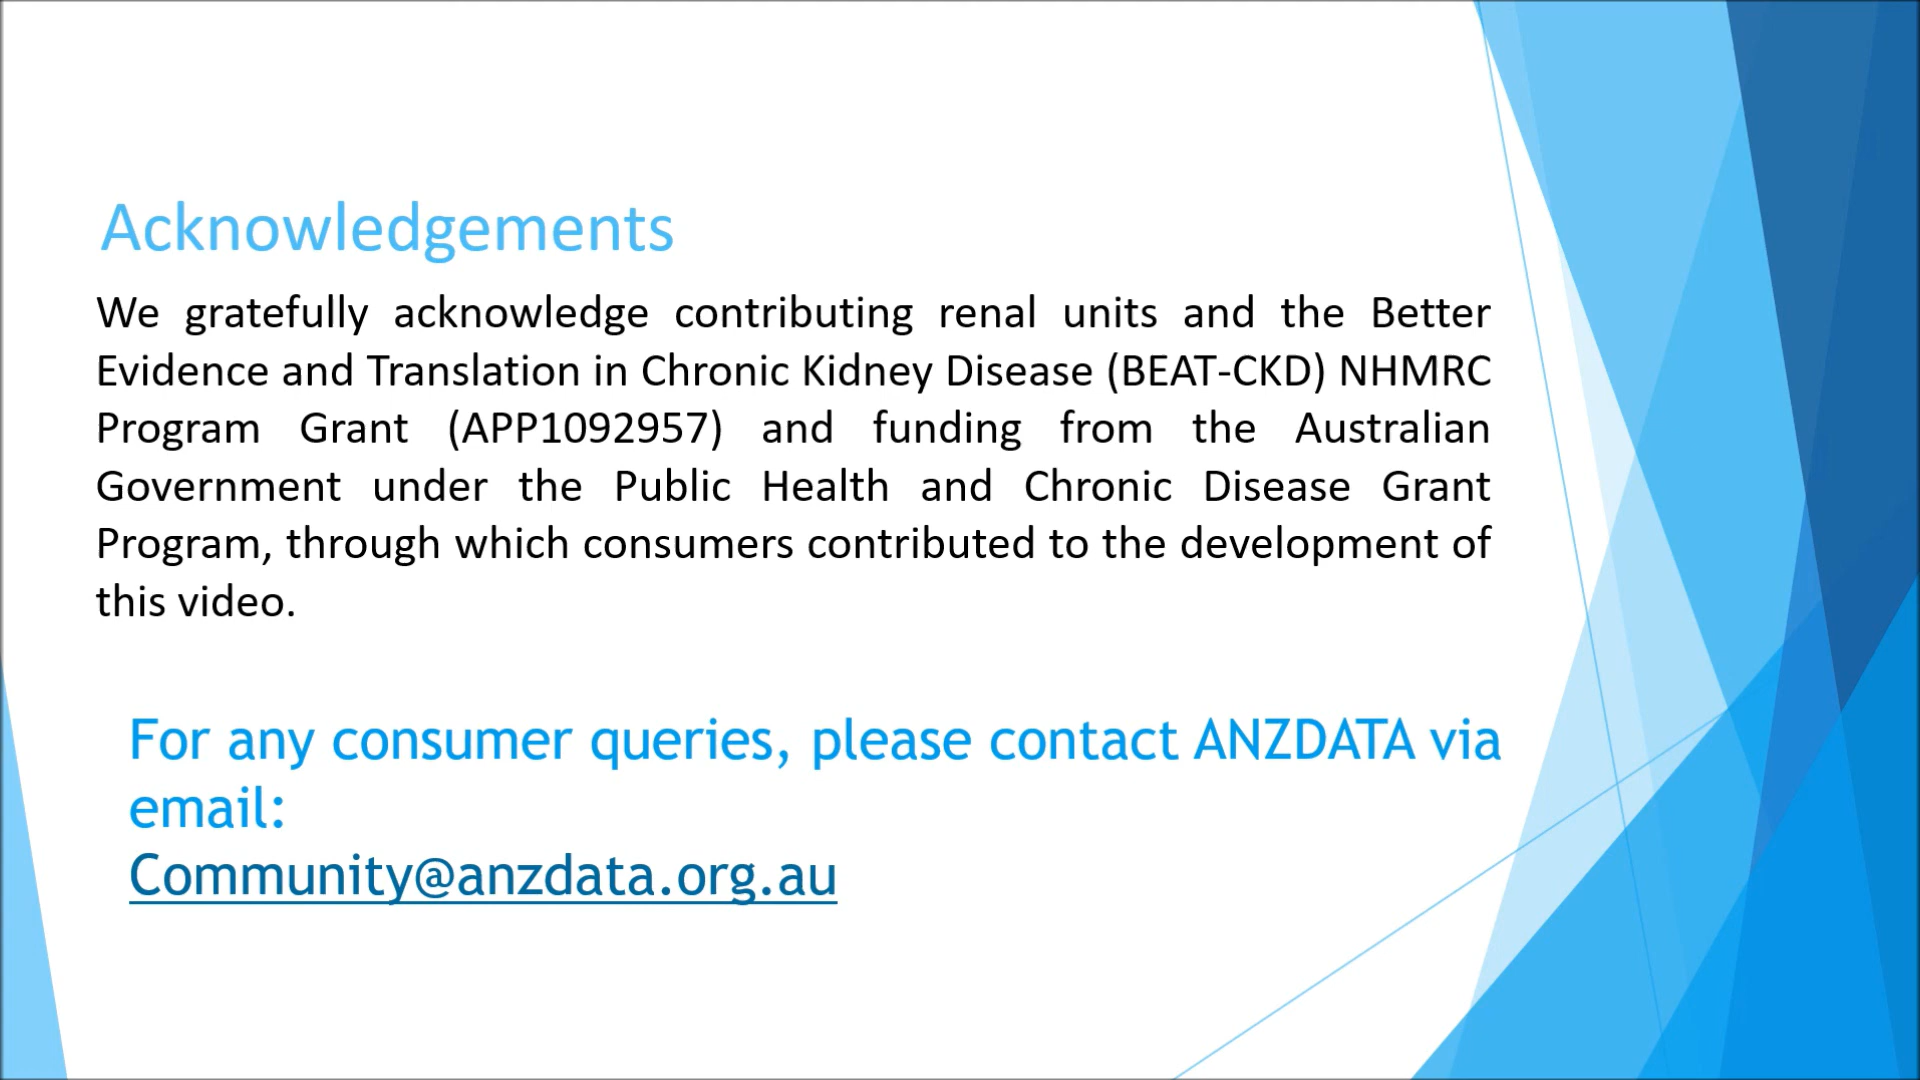 Acknowledgements
We gratefully acknowledge contributing renal units and the Better
Evidence and Translation in Chronic Kidney Disease (BEAT-CKD) NHMRC
Program Grant (APP1092957) and funding from the Australian
Government under the Public Health and Chronic Disease Grant
Program, through which consumers contributed to the development of
this video.
For any consumer queries, please contact ANZDATA via
email:
Community@anzdata.org.au